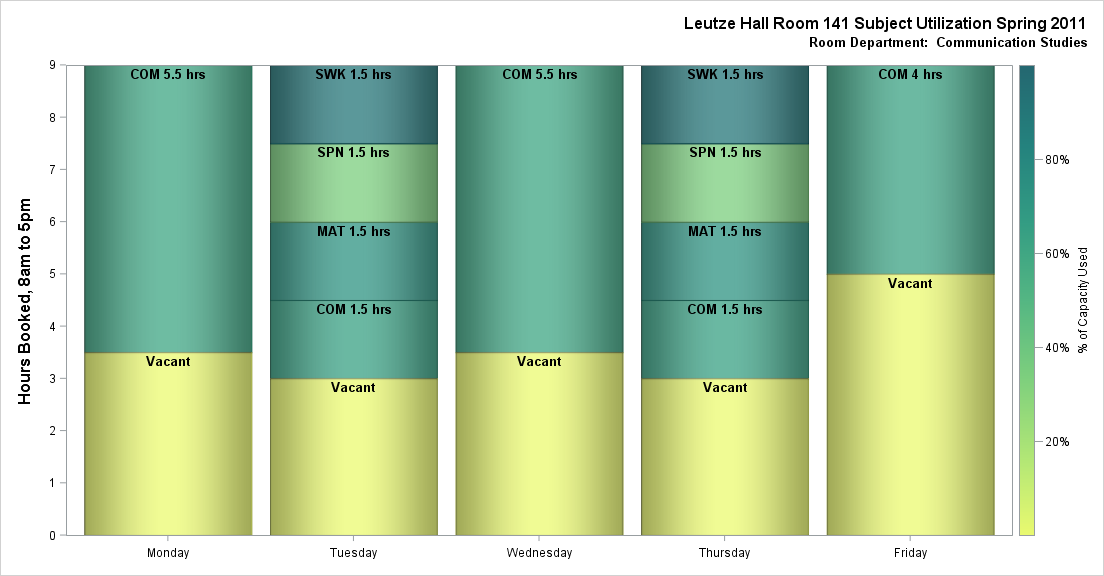 Leutze Hall Room 141 Subject Utilization Spring 2011
Room Department:  Communication Studies
Hours Booked, 8am to 5pm
9
8
7
6
5
4
3
2
1
0
COM 5.5 hrs
Vacant
SWK 1.5 hrs
SPN 1.5 hrs
MAT 1.5 hrs
COM 1.5 hrs
Vacant
COM 5.5 hrs
Vacant
SWK 1.5 hrs
SPN 1.5 hrs
MAT 1.5 hrs
COM 1.5 hrs
Vacant
COM 4 hrs
Vacant
Monday
Tuesday
Wednesday
Thursday
Friday
80%
60%
40%
20%
% of Capacity Used